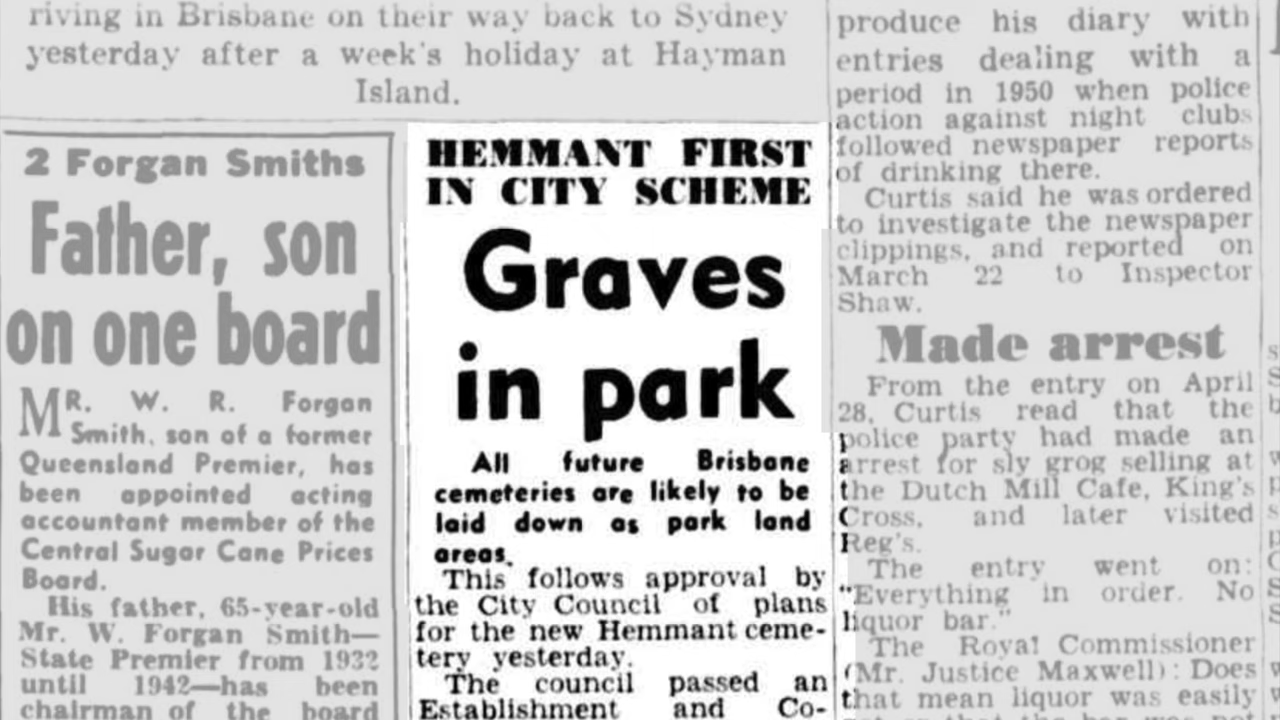 riving in Brisbane on their way back to Sydney
yesterday after a week's holiday at Hayman
Island.
2 Forgan Smiths
Father, son
on one board
MR. W. R. Forgan
Smith, son of a former
Queensland Premier, has
been appointed acting
accountant member of the
Central Sugar Cane Prices
Board.
His father, 65-year-old
Mr. W. Forgan Smith—
State Premier from 1932
until 1942—has been
chairman of the board
HEMMANT FIRST
IN CITY SCHEME
Graves
in park
All future Brisbane
cemeteries are likely to be
laid down as park land
areas.
This follows approval by
the City Council of plans
for the new Hemmant ceme-
tery yesterday.
The council passed an
Establishment and Co-
produce his diary with
entries dealing with a
period in 1950 when police
action against night clubs
followed newspaper reports
of drinking there.
Curtis said he was ordered
to investigate the newspaper
clippings, and reported on
March 22 to Inspector
Shaw.
Made arrest
From the entry on April
28, Curtis read that the
police party had made an
arrest for sly grog selling at
the Dutch Mill Cafe, King's
Cross, and later visited
Reg's.
The entry went on:
"Everything in order. No
liquor bar."
The Royal Commissioner
(Mr. Justice Maxwell): Does
that mean liquor was easily